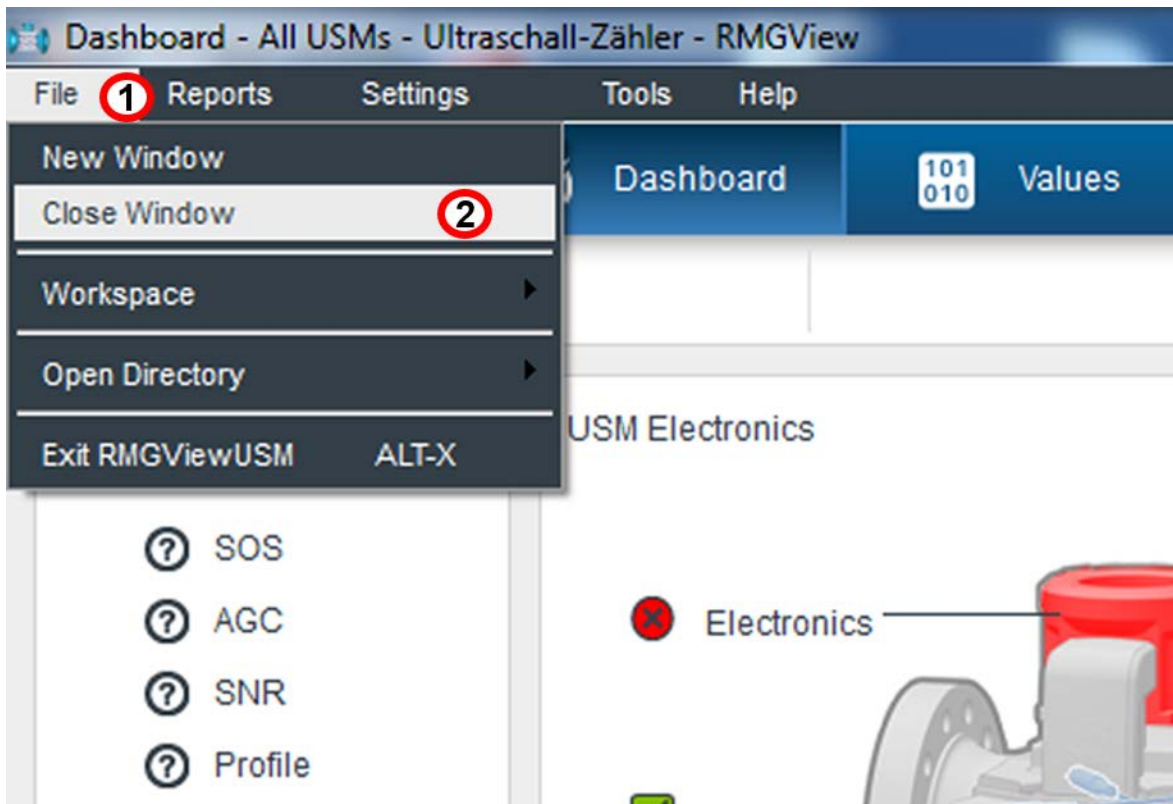 Dashboard - All USMs - Ultraschall-Zähler - RMGView
File 1 Reports Settings Tools Help
New Window
Close Window 2
Workspace
Open Directory
Exit RMGViewUSM ALT-X
Dashboard
101
010
Values
USM Electronics
SOS
AGC
SNR
Profile
Electronics